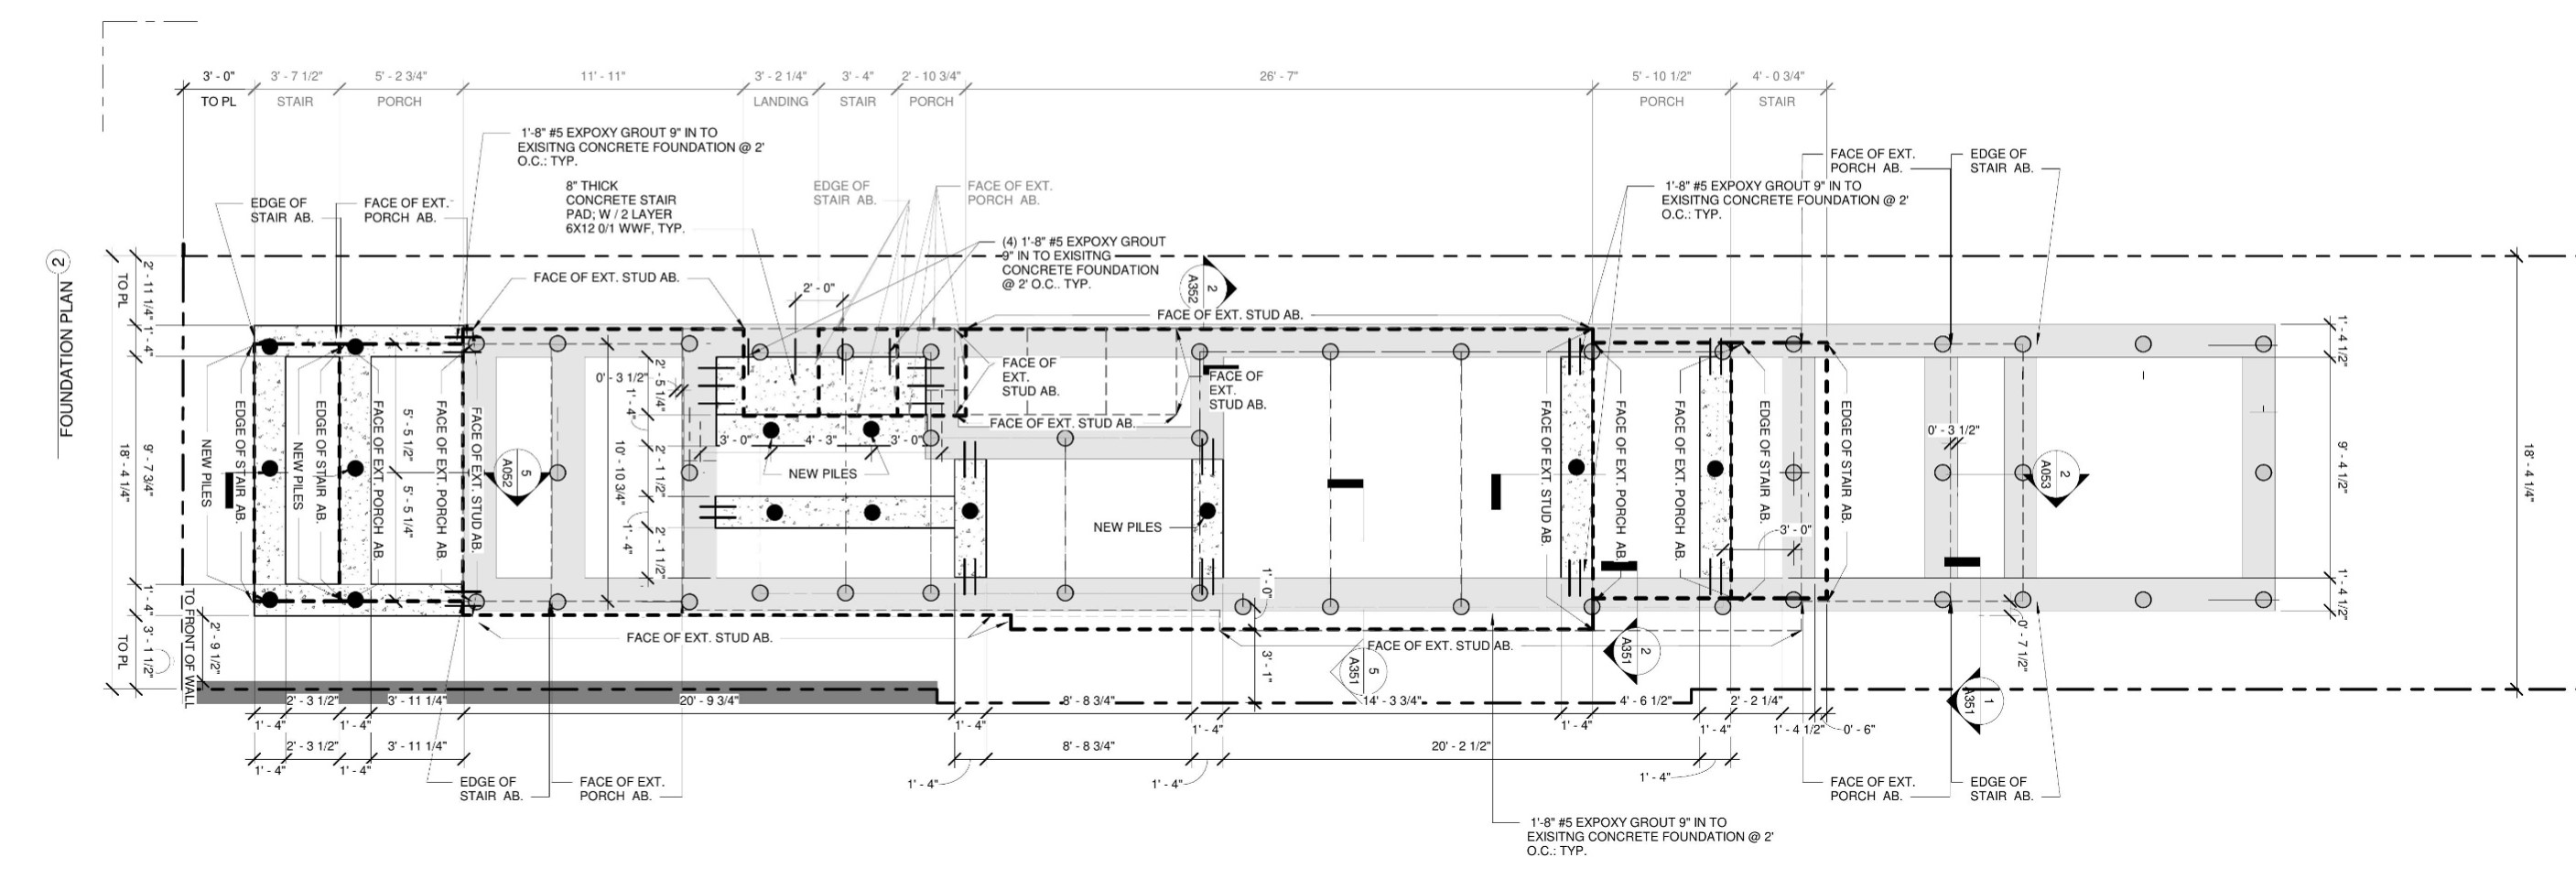 3' - 0"
3' - 7 1/2"
5' - 2 3/4"
11' - 11"
3' - 2 1/4"
3' - 4"
2' - 10 3/4"
26' - 7"
5' - 10 1/2"
4' - 0 3/4"
TO PL
STAIR
PORCH
LANDING
STAIR
PORCH
PORCH
STAIR
1'-8" #5 EXPOXY GROUT 9" IN TO
EXISITNG CONCRETE FOUNDATION @ 2'
O.C.: TYP.
8" THICK
CONCRETE STAIR
PAD; W / 2 LAYER
6X12 0/1 WWF, TYP.
EDGE OF
STAIR AB.
FACE OF EXT.
PORCH AB.
EDGE OF
STAIR AB.
FACE OF EXT.
PORCH AB.
(4) 1'-8" #5 EXPOXY GROUT
9" IN TO EXISITNG
CONCRETE FOUNDATION
@ 2' O.C.. TYP.
1'-8" #5 EXPOXY GROUT 9" IN TO
EXISITNG CONCRETE FOUNDATION @ 2'
O.C.: TYP.
FACE OF EXT.
PORCH AB.
EDGE OF
STAIR AB.
2
FOUNDATION PLAN
TO PL
2' - 11 1/4"
1' - 4"
18' - 4 1/4"
9' - 7 3/4"
1' - 4"
TO PL
3' - 1 1/2"
TO FRONT OF WALL
2' - 9 1/2"
FACE OF EXT. STUD AB.
2' - 0"
2
A352
FACE OF EXT. STUD AB.
NEW PILES
EDGE OF STAIR AB.
NEW PILES
EDGE OF STAIR AB.
FACE OF EXT. PORCH AB.
5' - 5 1/2"
5' - 5 1/4"
FACE OF EXT. PORCH AB.
FACE OF EXT. STUD AB.
5
A052
10' - 10 3/4"
0' - 3 1/2"
2' - 5 1/4"
1' - 4"
2' - 1 1/2"
1' - 4"
2' - 1 1/2"
3' - 0"
4' - 3"
3' - 0"
NEW PILES
FACE OF
EXT.
STUD AB.
FACE OF
EXT.
STUD AB.
FACE OF EXT. STUD AB.
NEW PILES
FACE OF EXT. STUD AB.
FACE OF EXT. PORCH AB.
FACE OF EXT. PORCH AB.
EDGE OF STAIR AB.
3' - 0"
EDGE OF STAIR AB.
0' - 3 1/2"
2
A053
1' - 4 1/2"
9' - 4 1/2"
1' - 4 1/2"
18' - 4 1/4"
1' - 0"
3' - 1"
0' - 7 1/2"
FACE OF EXT. STUD AB.
FACE OF EXT. STUD AB.
5
A351
2
A351
1
A351
2' - 3 1/2"
3' - 11 1/4"
20' - 9 3/4"
8' - 8 3/4"
14' - 3 3/4"
4' - 6 1/2"
2' - 2 1/4"
1' - 4"
1' - 4"
1' - 4"
1' - 4"
1' - 4"
1' - 4"
1' - 4 1/2"
0' - 6"
2' - 3 1/2"
3' - 11 1/4"
8' - 8 3/4"
20' - 2 1/2"
1' - 4"
1' - 4"
1' - 4"
1' - 4"
1' - 4"
EDGE OF
STAIR AB.
FACE OF EXT.
PORCH AB.
FACE OF EXT.
PORCH AB.
EDGE OF
STAIR AB.
1'-8" #5 EXPOXY GROUT 9" IN TO
EXISITNG CONCRETE FOUNDATION @ 2'
O.C.: TYP.